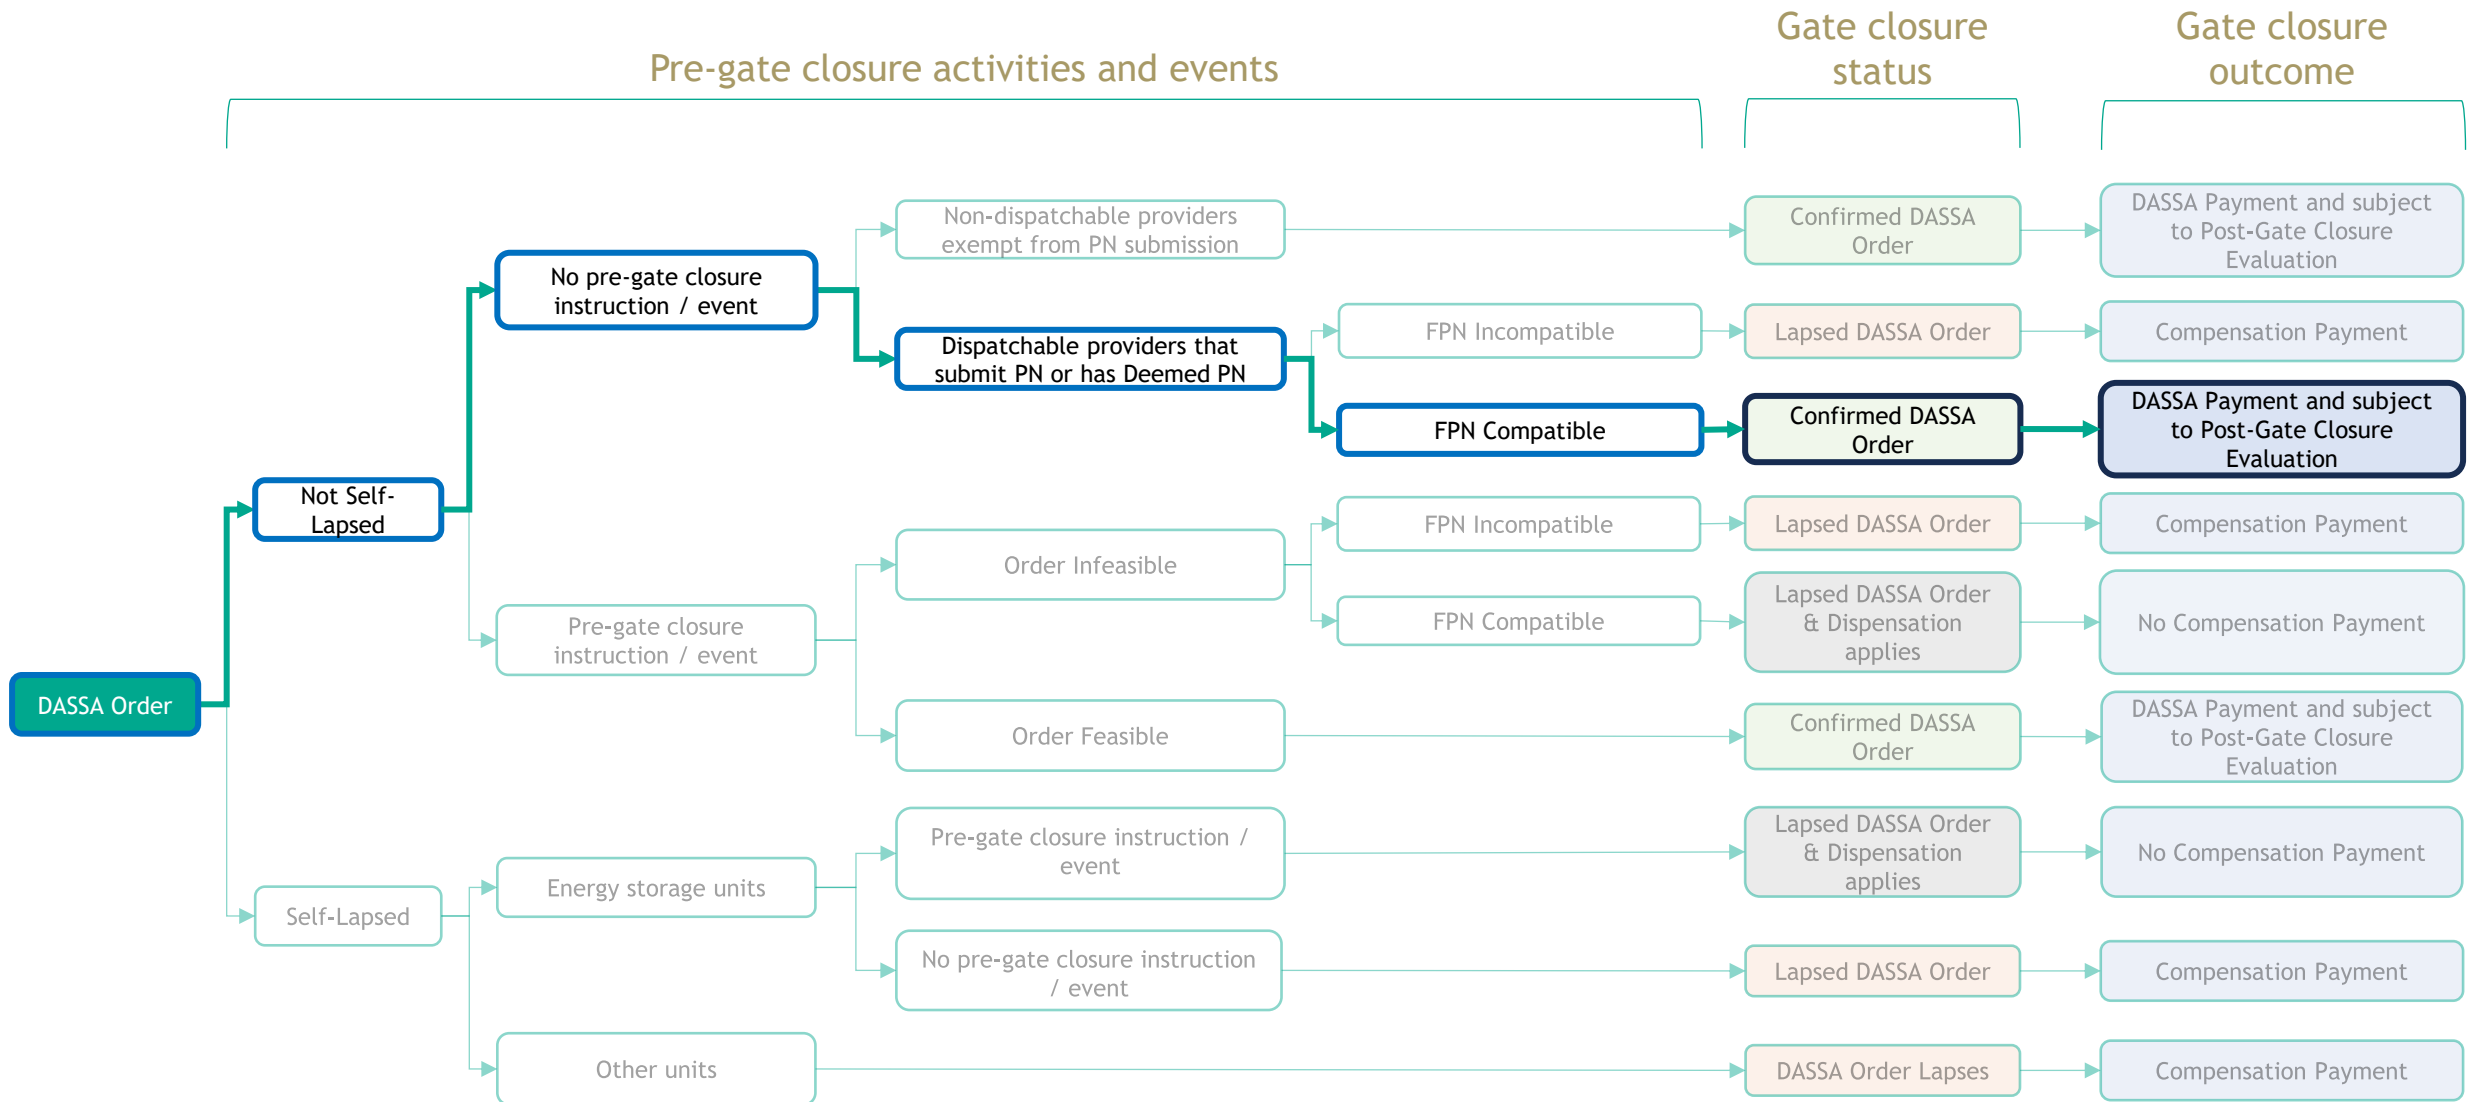 Pre-gate closure activities and events
Gate closure
status
Gate closure
outcome
Non-dispatchable providers
exempt from PN submission
Confirmed DASSA
Order
DASSA Payment and subject
to Post-Gate Closure
Evaluation
No pre-gate closure
instruction / event
FPN Incompatible
Lapsed DASSA Order
Compensation Payment
Dispatchable providers that
submit PN or has Deemed PN
FPN Compatible
Confirmed DASSA
Order
DASSA Payment and subject
to Post-Gate Closure
Evaluation
Not Self-
Lapsed
FPN Incompatible
Lapsed DASSA Order
Compensation Payment
Order Infeasible
Pre-gate closure
instruction / event
FPN Compatible
Lapsed DASSA Order
& Dispensation
applies
No Compensation Payment
DASSA Order
Order Feasible
Confirmed DASSA
Order
DASSA Payment and subject
to Post-Gate Closure
Evaluation
Pre-gate closure instruction /
event
Lapsed DASSA Order
& Dispensation
applies
No Compensation Payment
Energy storage units
Self-Lapsed
No pre-gate closure instruction
/ event
Lapsed DASSA Order
Compensation Payment
Other units
DASSA Order Lapses
Compensation Payment